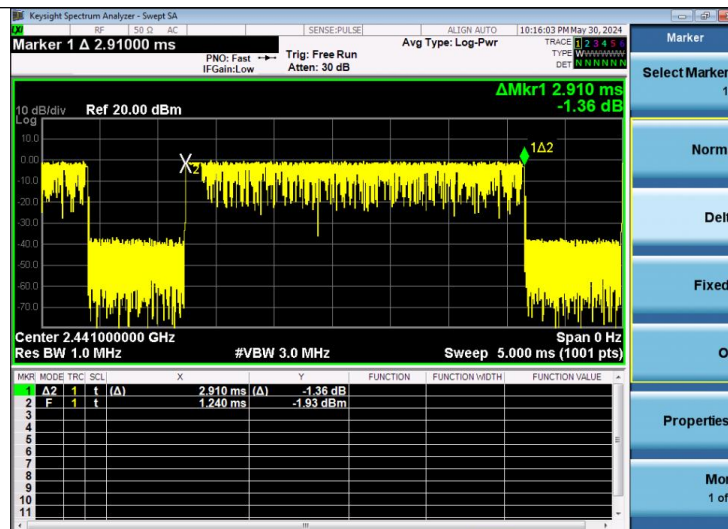 Keysight Spectrum Analyzer - Swept SA
LXI RF 50 Ω AC SENSE:PULSE ALIGN AUTO 10:16:03 PM May 30, 2024
Marker 1 Δ 2.91000 ms
Avg Type: Log-Pwr
TRACE 1 2 3 4 5 6
PNO: Fast Trig: Free Run
TYPE WWWWWW
IFGain:Low Atten: 30 dB
DET N N N N N N
ΔMkr1 2.910 ms
-1.36 dB
10 dB/div Ref 20.00 dBm
Log
10.0
0.00
-10.0
-20.0
-30.0
-40.0
-50.0
-60.0
-70.0
X2
1Δ2
Center 2.441000000 GHz Span 0 Hz
Res BW 1.0 MHz #VBW 3.0 MHz Sweep 5.000 ms (1001 pts)
MKR MODE TRC SCL X Y FUNCTION FUNCTION WIDTH FUNCTION VALUE
1 Δ2 1 t (Δ) 2.910 ms (Δ) -1.36 dB
2 F 1 t 1.240 ms -1.93 dBm
3
4
5
6
7
8
9
10
11
Marker
Select Marker
1
Norm
Delt
Fixed
O
Properties
Mor
1 of